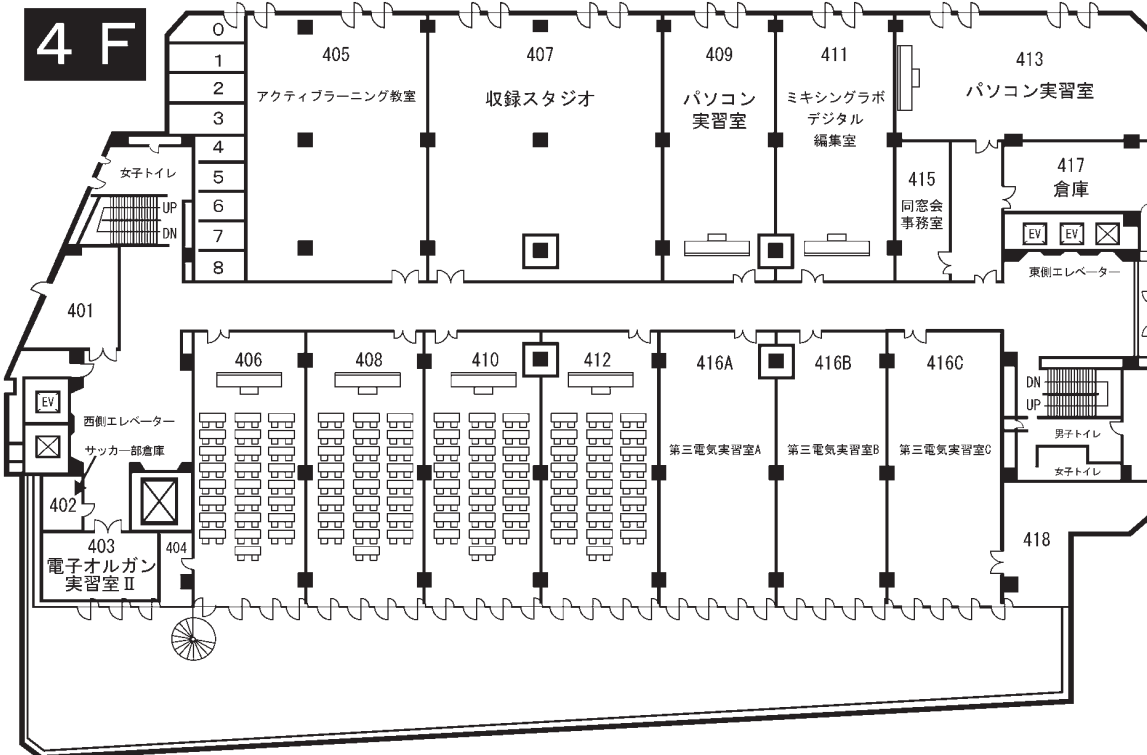 4 F
0
1
2
3
4
5
6
7
8
405
アクティブラーニング教室
407
収録スタジオ
409
パソコン
実習室
411
ミキシングラボ
デジタル
編集室
413
パソコン実習室
415
同窓会
事務室
417
倉庫
EV
EV
東側エレベーター
女子トイレ
UP
DN
401
EV
西側エレベーター
サッカー部倉庫
402
403
電子オルガン
実習室Ⅱ
404
406
408
410
412
416A
第三電気実習室A
416B
第三電気実習室B
416C
第三電気実習室C
DN
UP
男子トイレ
女子トイレ
418